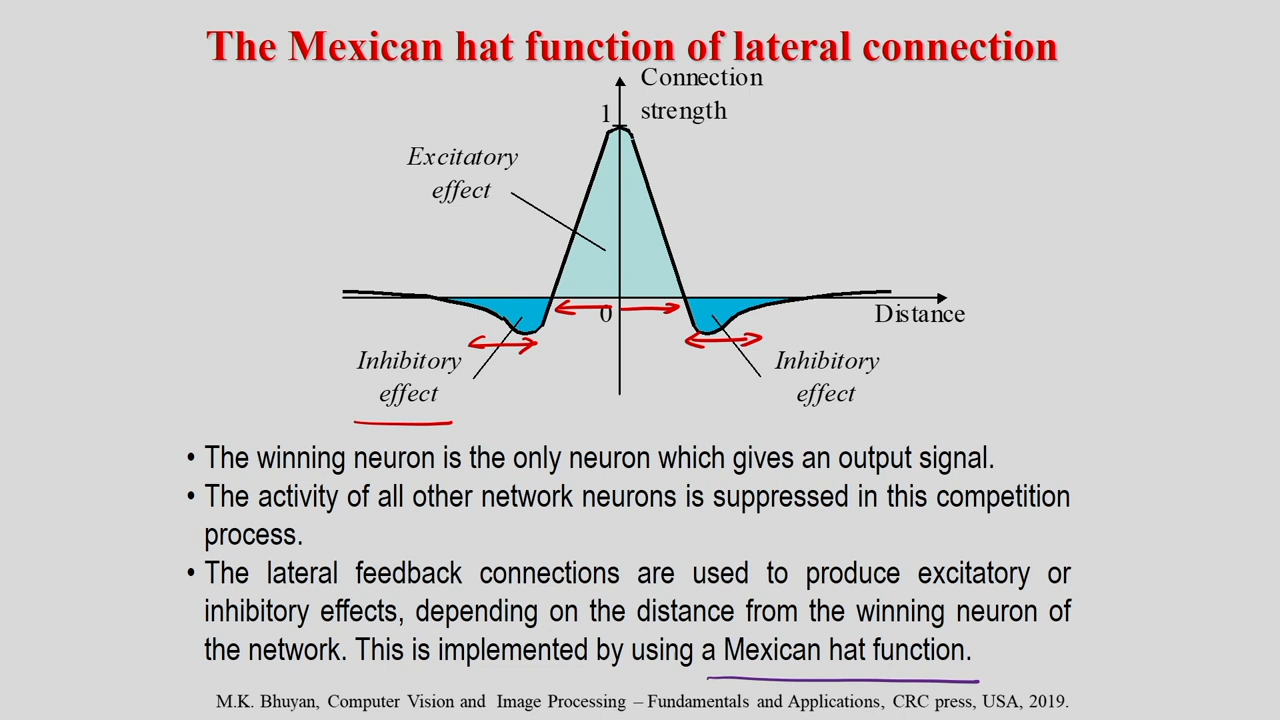 The Mexican hat function of lateral connection
Connection
strength
1
Excitatory
effect
0
Distance
Inhibitory
effect
Inhibitory
effect
• The winning neuron is the only neuron which gives an output signal.
• The activity of all other network neurons is suppressed in this competition
process.
• The lateral feedback connections are used to produce excitatory or
inhibitory effects, depending on the distance from the winning neuron of
the network. This is implemented by using a Mexican hat function.
M.K. Bhuyan, Computer Vision and Image Processing – Fundamentals and Applications, CRC press, USA, 2019.